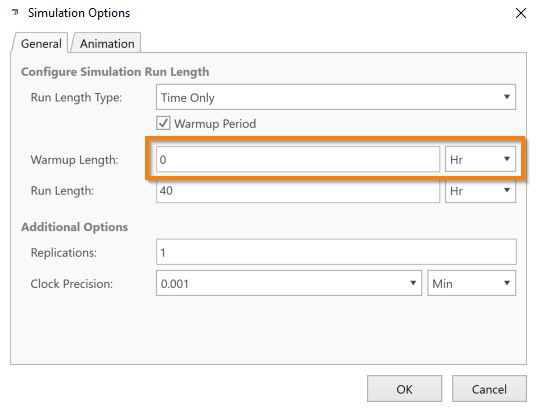 Simulation Options
General Animation
Configure Simulation Run Length
Run Length Type: Time Only
Warmup Period
Warmup Length: 0 Hr
Run Length: 40 Hr
Additional Options
Replications: 1
Clock Precision: 0.001 Min
OK Cancel